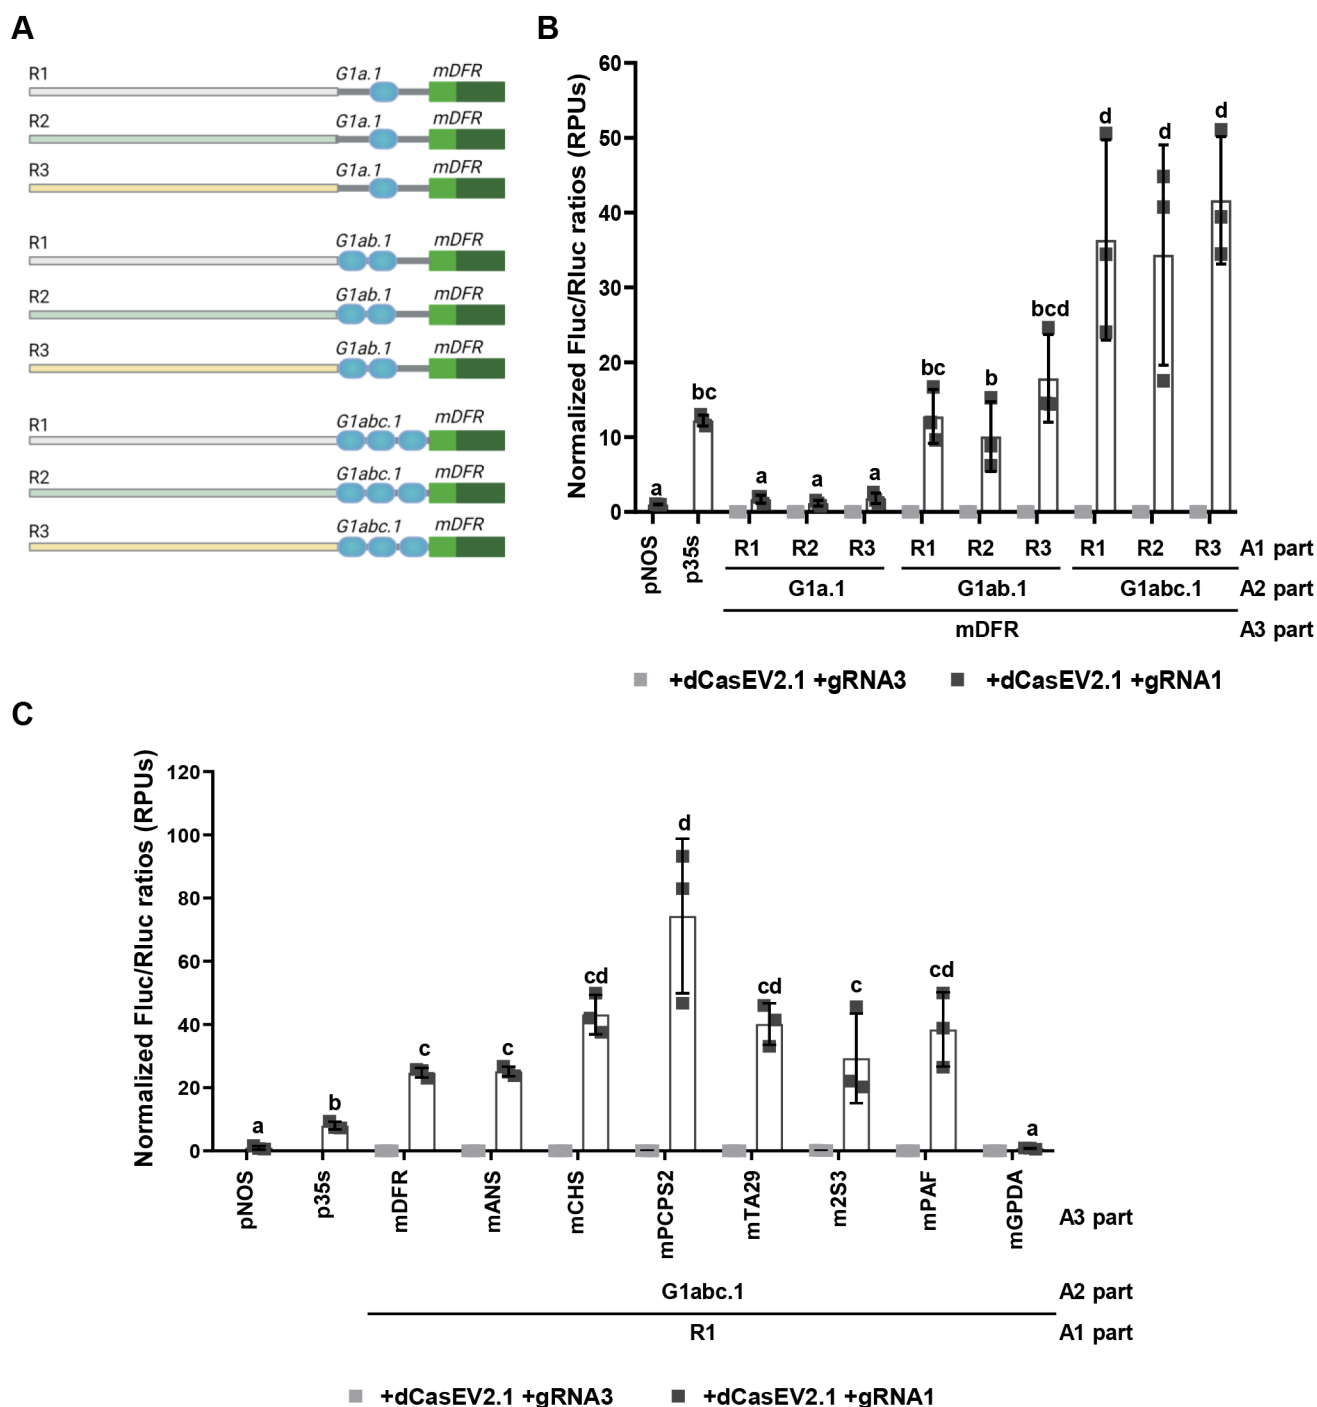 A
R1 G1a.1 mDFR
R2 G1a.1 mDFR
R3 G1a.1 mDFR
R1 G1ab.1 mDFR
R2 G1ab.1 mDFR
R3 G1ab.1 mDFR
R1 G1abc.1 mDFR
R2 G1abc.1 mDFR
R3 G1abc.1 mDFR
B
Normalized Fluc/Rluc ratios (RPUs)
60
50
40
30
20
10
0
a bc a a a bc b bcd d d d
pNOS p35s R1 R2 R3 R1 R2 R3 R1 R2 R3 A1 part
G1a.1 G1ab.1 G1abc.1 A2 part
mDFR A3 part
+dCasEV2.1 +gRNA3 +dCasEV2.1 +gRNA1
C
Normalized Fluc/Rluc ratios (RPUs)
120
100
80
60
40
20
0
a b c c cd d cd c cd a
pNOS p35s mDFR mANS mCHS mPCPS2 mTA29 m2S3 mPAF mGPDA A3 part
G1abc.1 A2 part
R1 A1 part
+dCasEV2.1 +gRNA3 +dCasEV2.1 +gRNA1